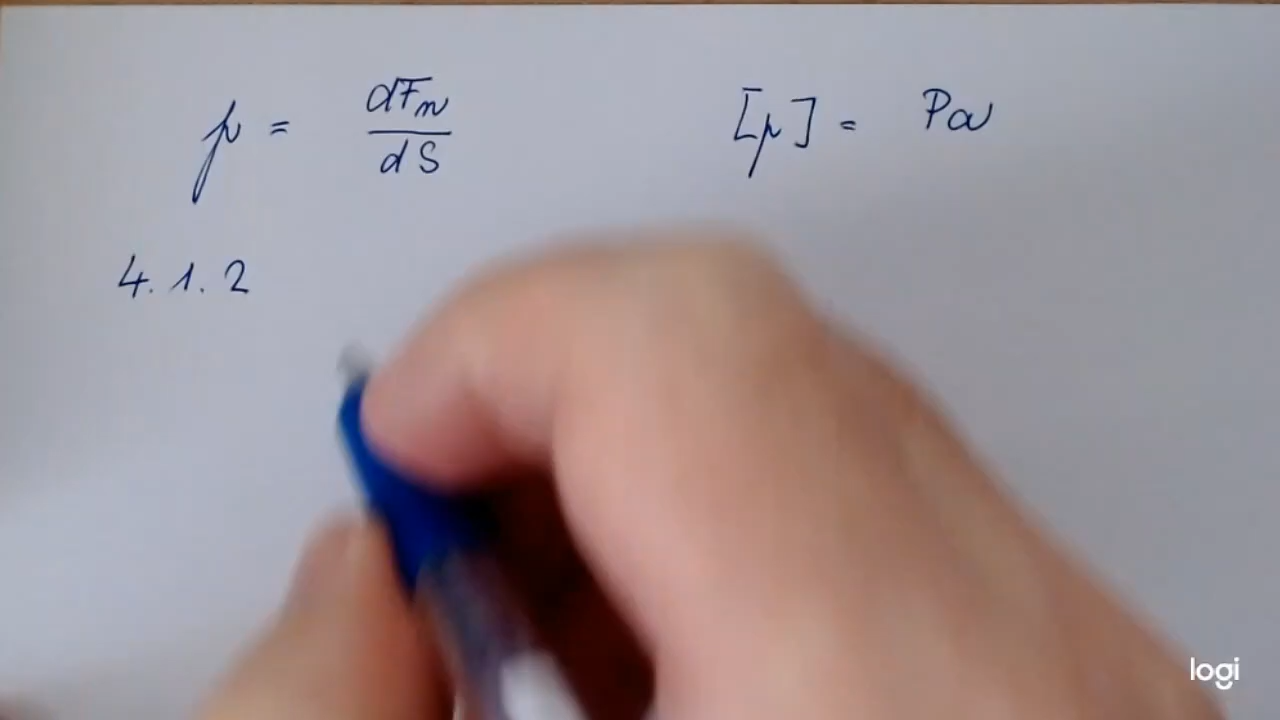 p = dFn/dS [p] = Pa
4.1.2
logi